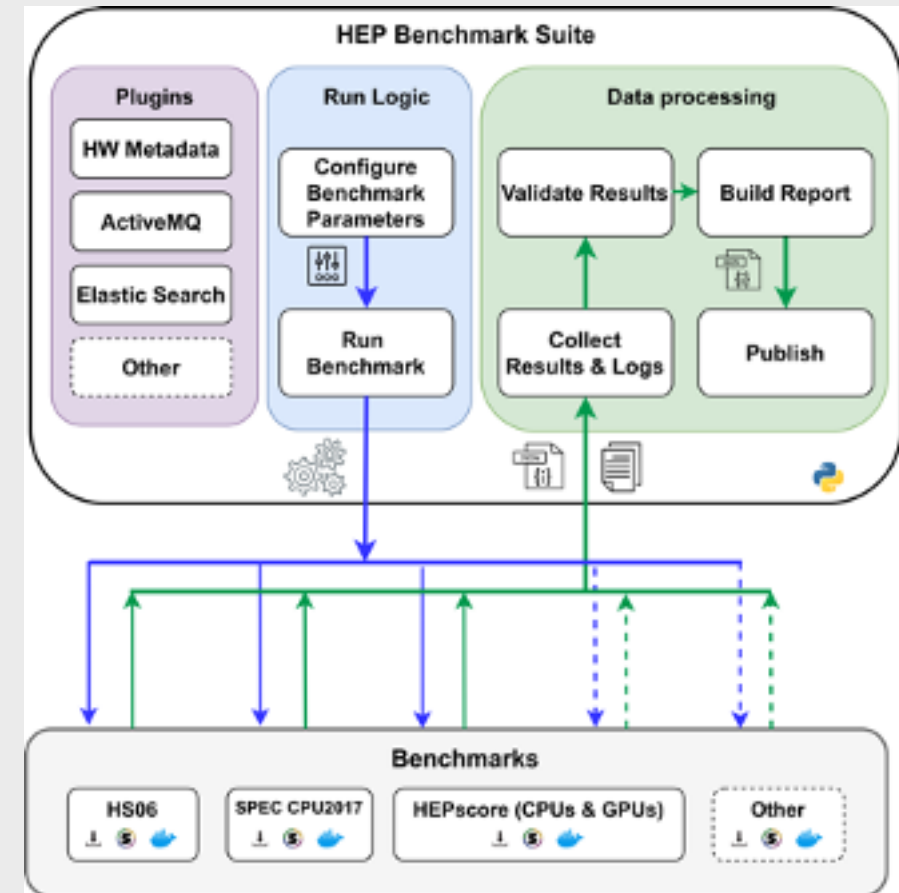 HEP Benchmark Suite
Plugins
HW Metadata
ActiveMQ
Elastic Search
Other
Run Logic
Configure
Benchmark
Parameters
Run
Benchmark
Data processing
Validate Results
Build Report
Collect
Results & Logs
Publish
Benchmarks
HS06
SPEC CPU2017
HEPscore (CPUs & GPUs)
Other